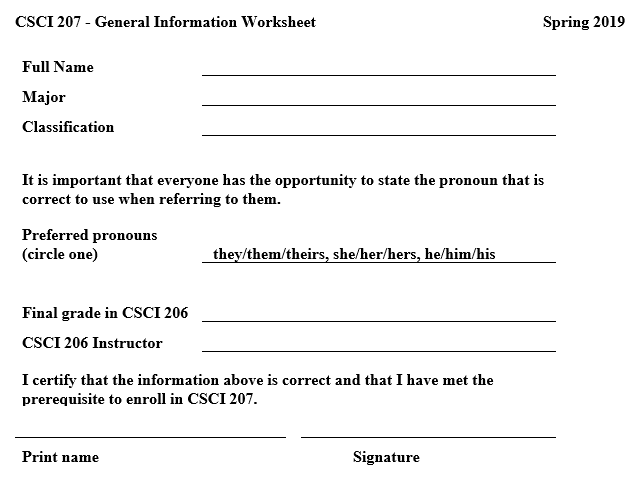 CSCI 207 - General Information Worksheet Spring 2019
Full Name
Major
Classification
It is important that everyone has the opportunity to state the pronoun that is
correct to use when referring to them.
Preferred pronouns
(circle one) they/them/theirs, she/her/hers, he/him/his
Final grade in CSCI 206
CSCI 206 Instructor
I certify that the information above is correct and that I have met the
prerequisite to enroll in CSCI 207.
Print name Signature